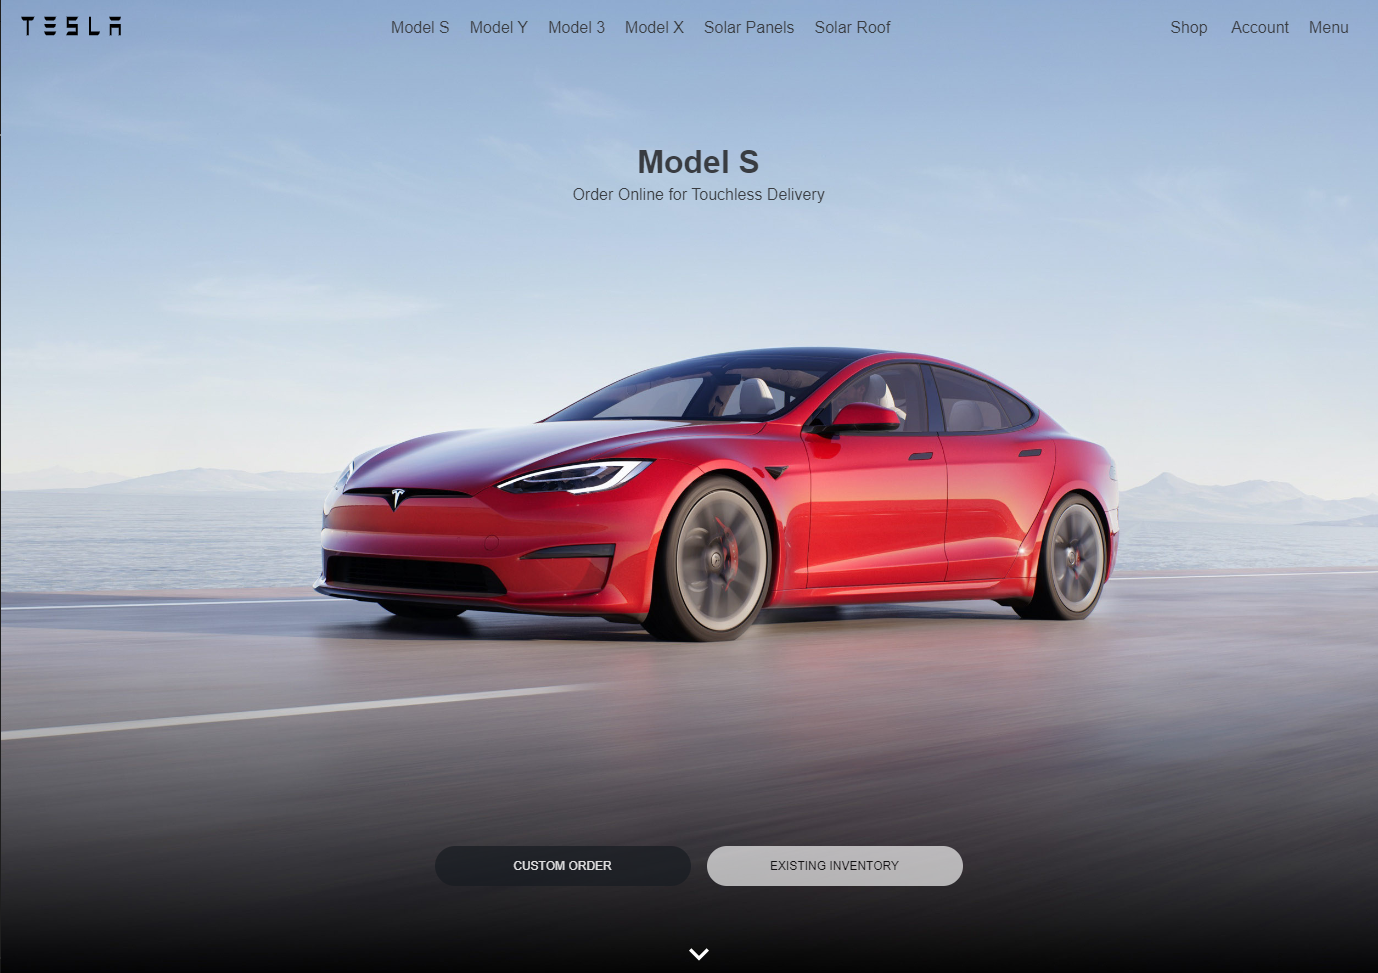 TESLA
Model S Model Y Model 3 Model X Solar Panels Solar Roof
Shop Account Menu
Model S
Order Online for Touchless Delivery
CUSTOM ORDER
EXISTING INVENTORY